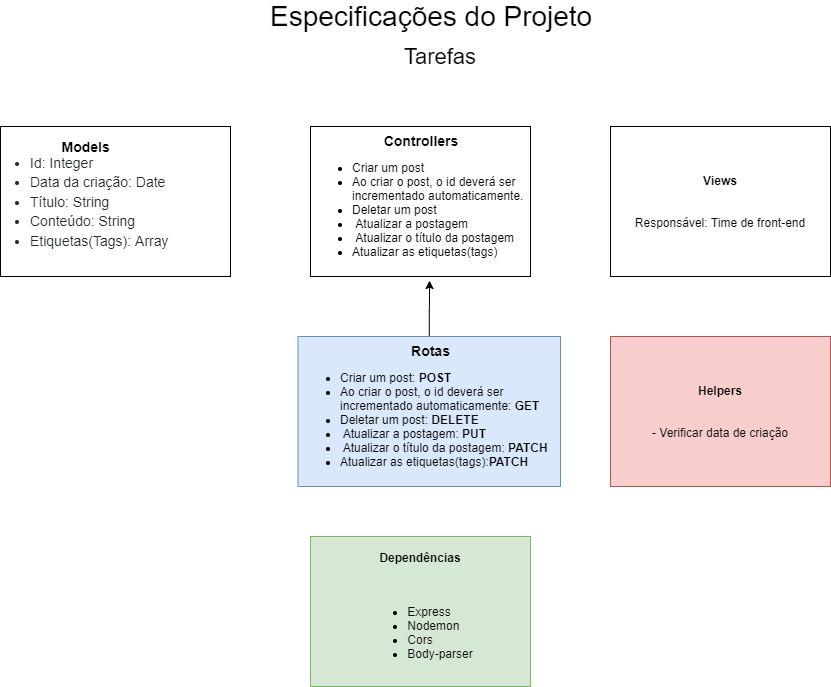 Especificações do Projeto
Tarefas
Models
Id: Integer
Data da criação: Date
Título: String
Conteúdo: String
Etiquetas(Tags): Array
Controllers
Criar um post
Ao criar o post, o id deverá ser
incrementado automaticamente.
Deletar um post
Atualizar a postagem
Atualizar o título da postagem
Atualizar as etiquetas(tags)
Views
Responsável: Time de front-end
Rotas
Criar um post: POST
Ao criar o post, o id deverá ser
incrementado automaticamente: GET
Deletar um post: DELETE
Atualizar a postagem: PUT
Atualizar o título da postagem: PATCH
Atualizar as etiquetas(tags):PATCH
Helpers
- Verificar data de criação
Dependências
Express
Nodemon
Cors
Body-parser